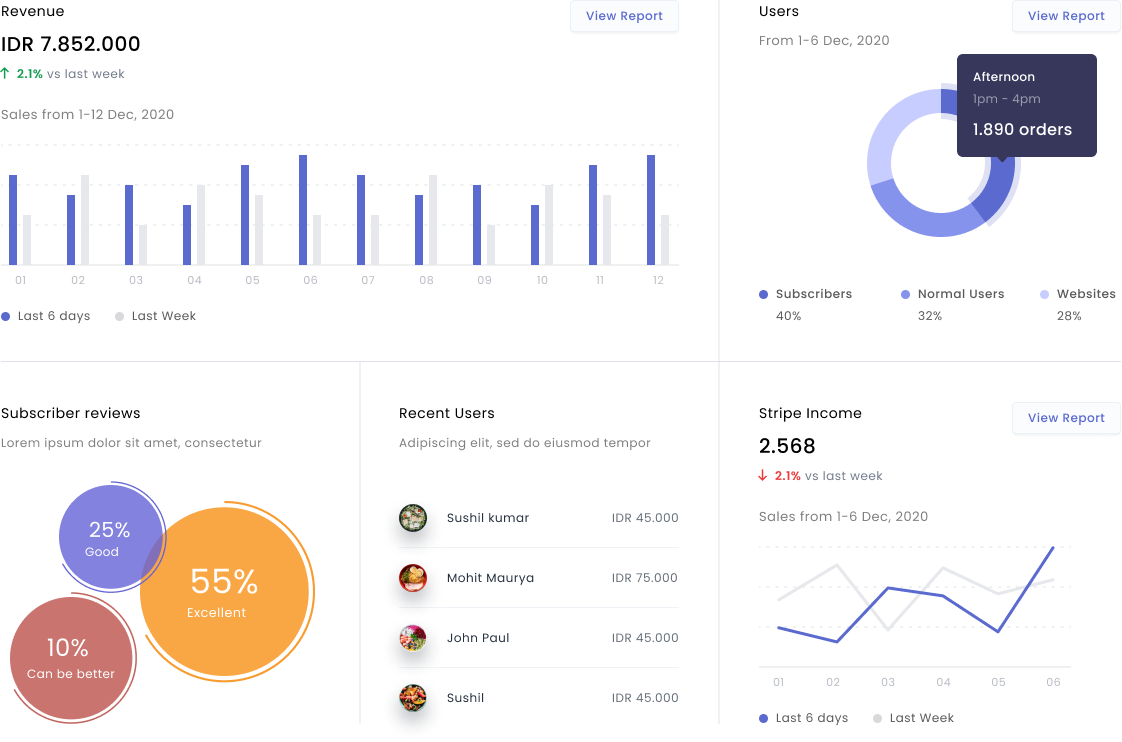 Revenue
View Report
IDR 7.852.000
2.1% vs last week
Sales from 1-12 Dec, 2020
01 02 03 04 05 06 07 08 09 10 11 12
Last 6 days Last Week
Users
View Report
From 1-6 Dec, 2020
Afternoon
1pm - 4pm
1.890 orders
Subscribers Normal Users Websites
40% 32% 28%
Subscriber reviews
Lorem ipsum dolor sit amet, consectetur
25%
Good
55%
Excellent
10%
Can be better
Recent Users
Adipiscing elit, sed do eiusmod tempor
Sushil kumar IDR 45.000
Mohit Maurya IDR 75.000
John Paul IDR 45.000
Sushil IDR 45.000
Stripe Income
View Report
2.568
2.1% vs last week
Sales from 1-6 Dec, 2020
01 02 03 04 05 06
Last 6 days Last Week